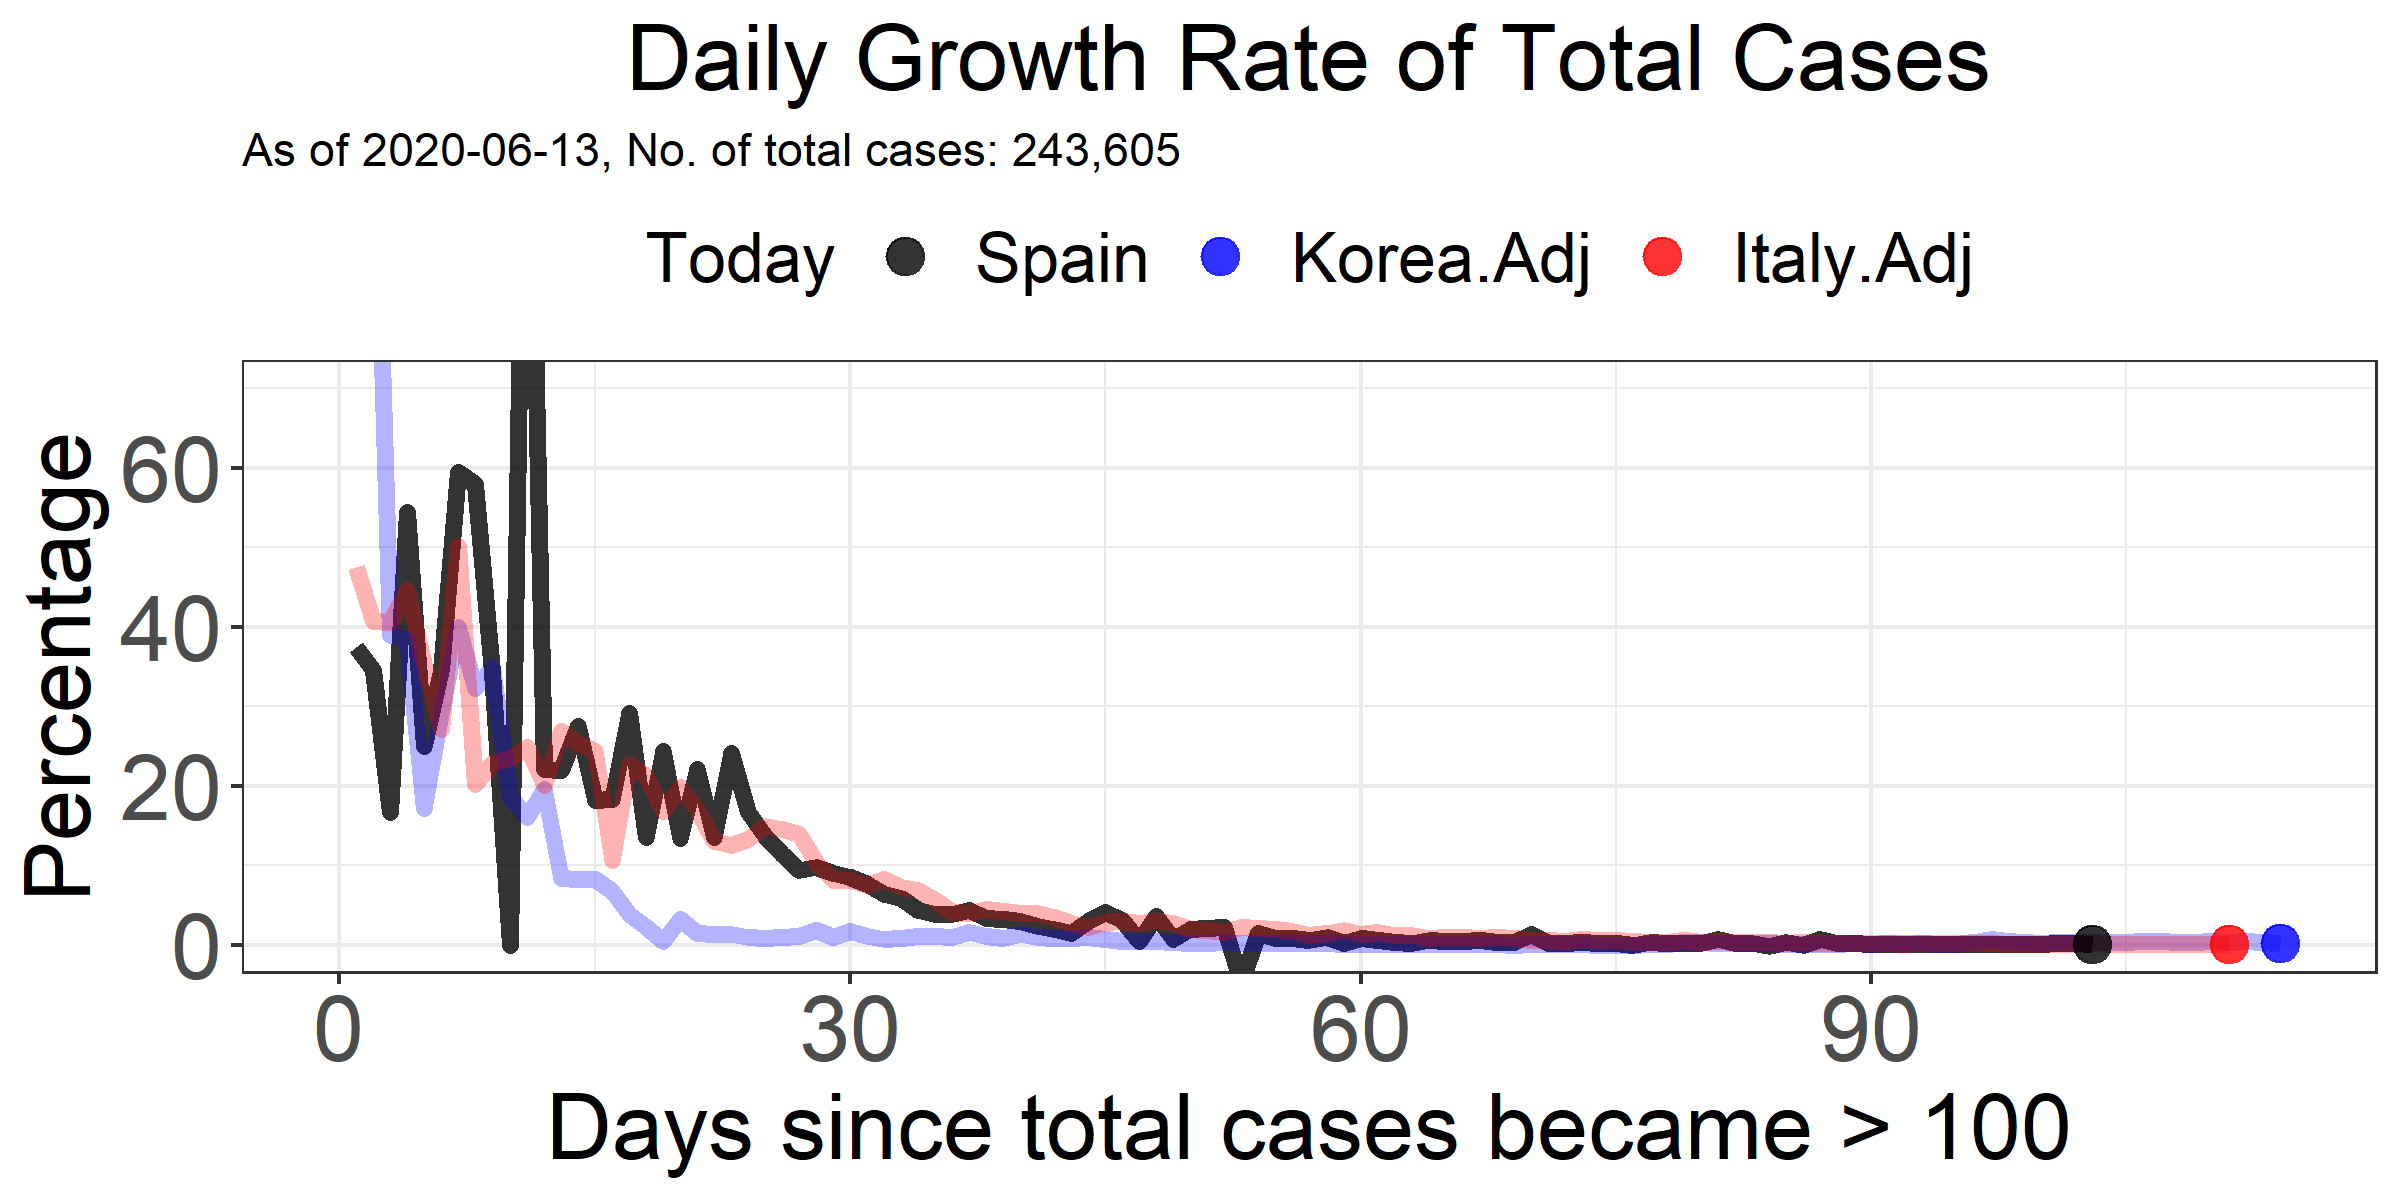 Daily Growth Rate of Total Cases
As of 2020-06-13, No. of total cases: 243,605
Today Spain Korea.Adj Italy.Adj
Percentage
60
40
20
0
0 30 60 90
Days since total cases became > 100